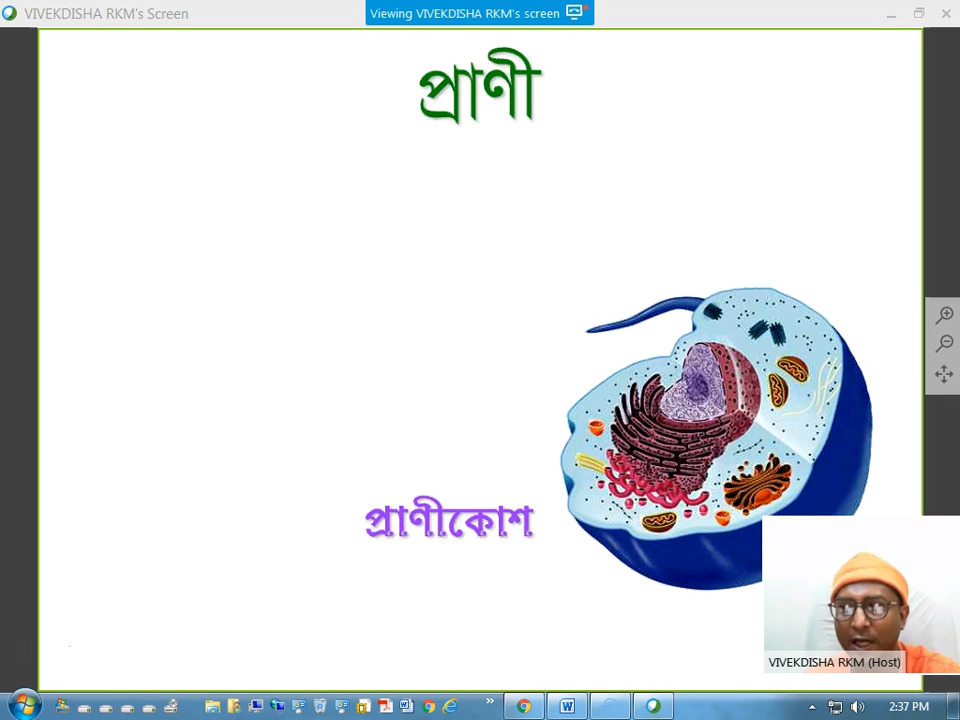 VIVEKDISHA RKM's Screen
Viewing VIVEKDISHA RKM's screen
প্রাণী
প্রাণীকোশ
VIVEKDISHA RKM (Host)
2:37 PM